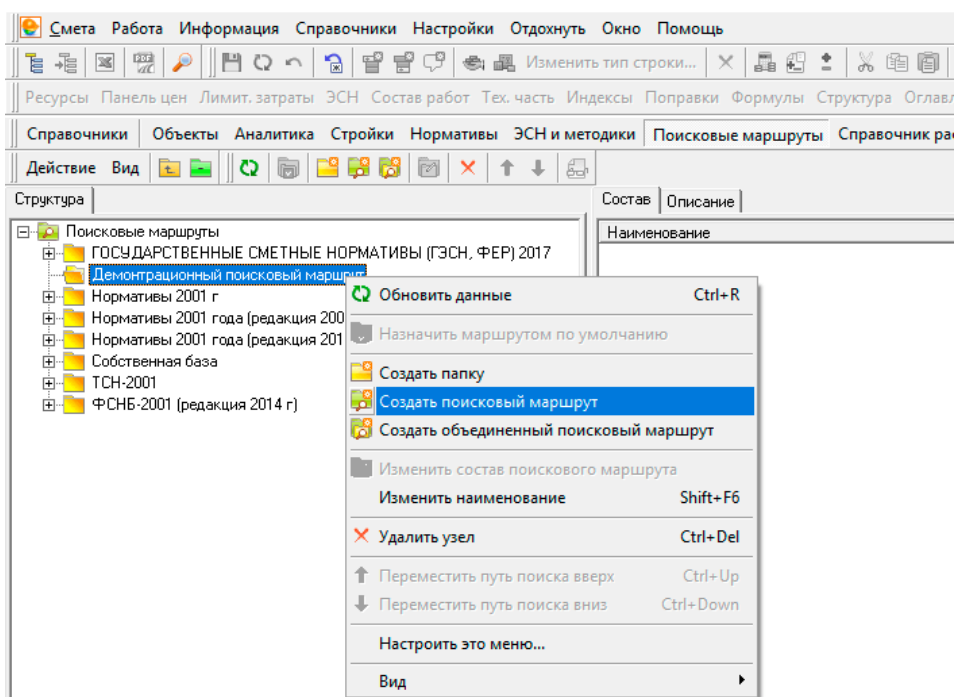 Смета Работа Информация Справочники Настройки Отдохнуть Окно Помощь
Изменить тип строки...
Ресурсы Панель цен Лимит. затраты ЭСН Состав работ Тех. часть Индексы Поправки Формулы Структура Оглавл
Справочники Объекты Аналитика Стройки Нормативы ЭСН и методики Поисковые маршруты Справочник рас
Действие Вид
Структура
Состав Описание
Поисковые маршруты
Наименование
ГОСУДАРСТВЕННЫЕ СМЕТНЫЕ НОРМАТИВЫ (ГЭСН, ФЕР) 2017
Демонтрационный поисковый маршрут
Нормативы 2001 г
Нормативы 2001 года (редакция 200
Нормативы 2001 года (редакция 201
Собственная база
ТСН-2001
ФСНБ-2001 (редакция 2014 г)
Обновить данные Ctrl+R
Назначить маршрутом по умолчанию
Создать папку
Создать поисковый маршрут
Создать объединенный поисковый маршрут
Изменить состав поискового маршрута
Изменить наименование Shift+F6
Удалить узел Ctrl+Del
Переместить путь поиска вверх Ctrl+Up
Переместить путь поиска вниз Ctrl+Down
Настроить это меню...
Вид